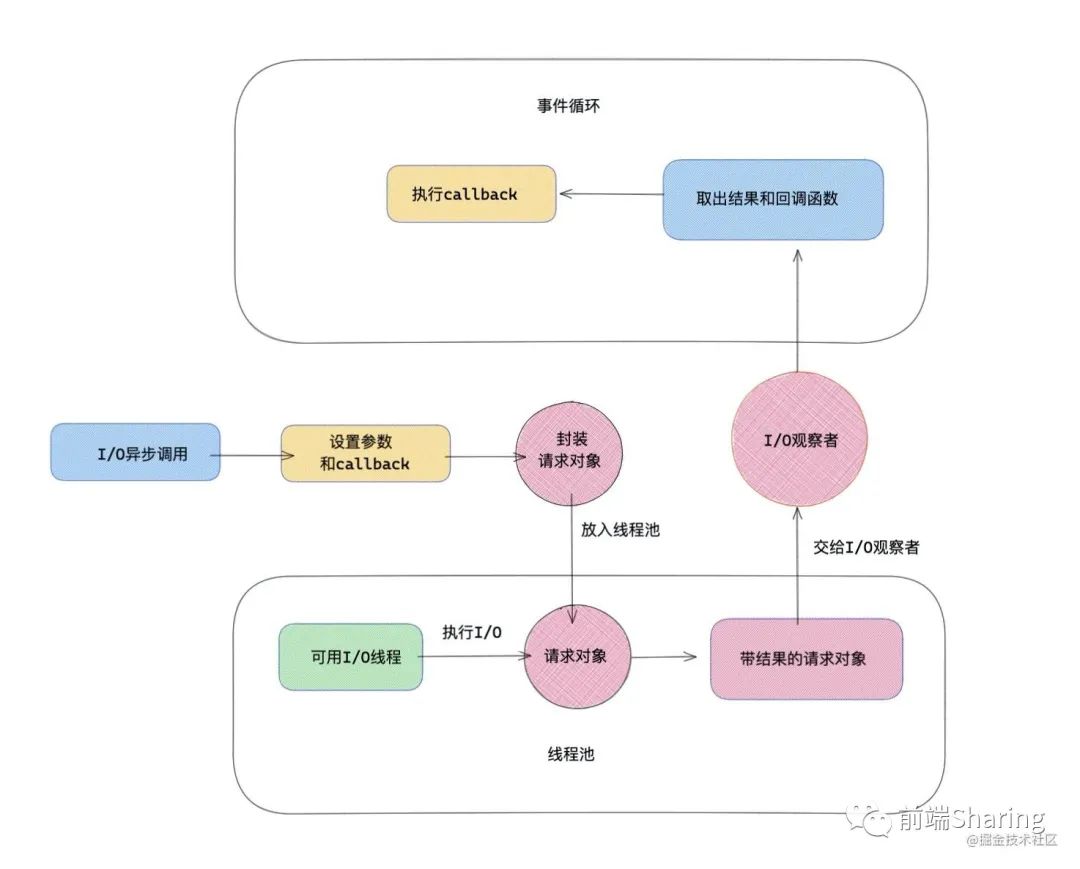 事件循环
执行callback
取出结果和回调函数
I/O异步调用
设置参数
和callback
封装
请求对象
I/O观察者
放入线程池
交给I/O观察者
可用I/O线程
执行I/O
请求对象
带结果的请求对象
线程池
前端Sharing
@掘金技术社区